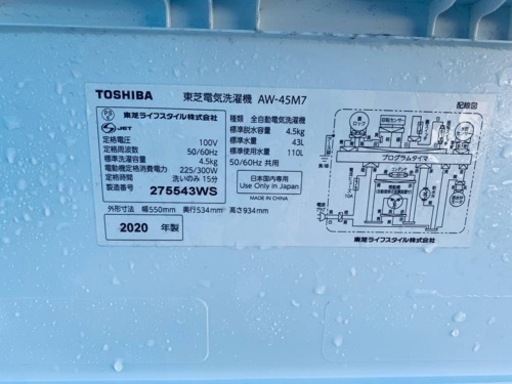 TOSHIBA 東芝電気洗濯機 AW-45M7
東芝ライフスタイル株式会社
JET
定格電圧 100V
定格周波数 50/60Hz
標準洗濯容量 4.5kg
電動機定格消費電力 225/300W
定格時間 洗いのみ 15分
製造番号 275543WS
種類 全自動電気洗濯機
標準脱水容量 4.5kg
標準水量 43L
標準使用水量 110L
50/60Hz 共用
日本国内専用
Use Only in Japan
MADE IN CHINA
外形寸法 幅550mm 奥行534mm 高さ934mm
2020 年製
配線図
プログラムタイマ
東芝ライフスタイル株式会社